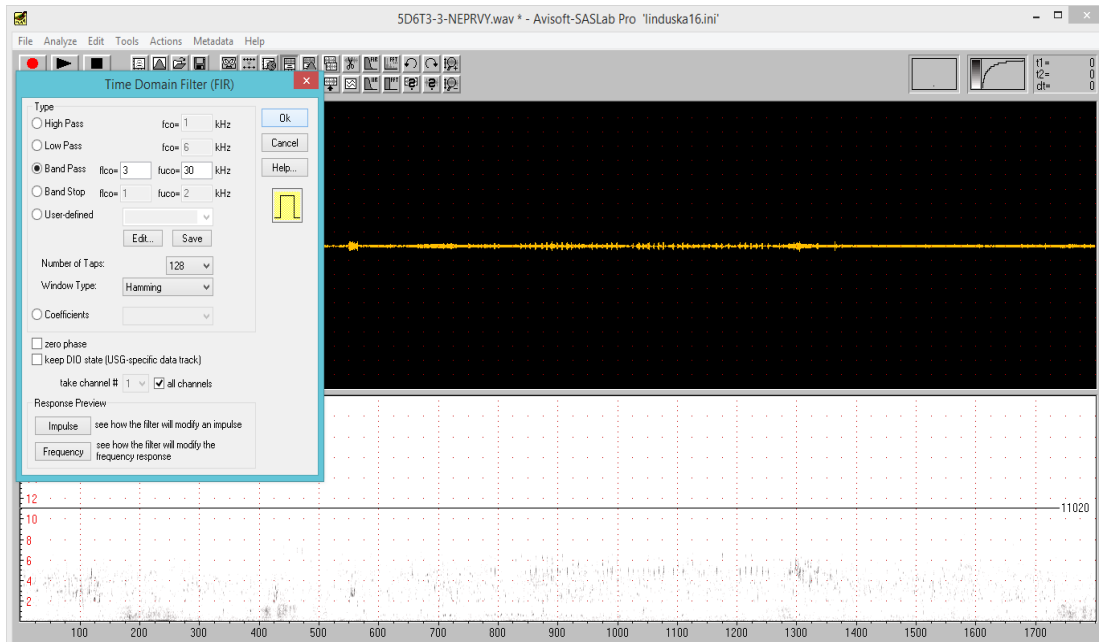 5D6T3-3-NEPRVY.wav * - Avisoft-SASLab Pro 'linduska16.ini'
File Analyze Edit Tools Actions Metadata Help
t1= 0
t2= 0
dt= 0
Time Domain Filter (FIR)
Type
High Pass fco= 1 kHz
Low Pass fco= 6 kHz
Band Pass flco= 3 fuco= 30 kHz
Band Stop flco= 1 fuco= 2 kHz
User-defined
Edit... Save
Number of Taps: 128
Window Type: Hamming
Coefficients
zero phase
keep DIO state (USG-specific data track)
take channel # 1 all channels
Response Preview
Impulse see how the filter will modify an impulse
Frequency see how the filter will modify the
frequency response
Ok
Cancel
Help...
12
11020
10
8
6
4
2
100 200 300 400 500 600 700 800 900 1000 1100 1200 1300 1400 1500 1600 1700